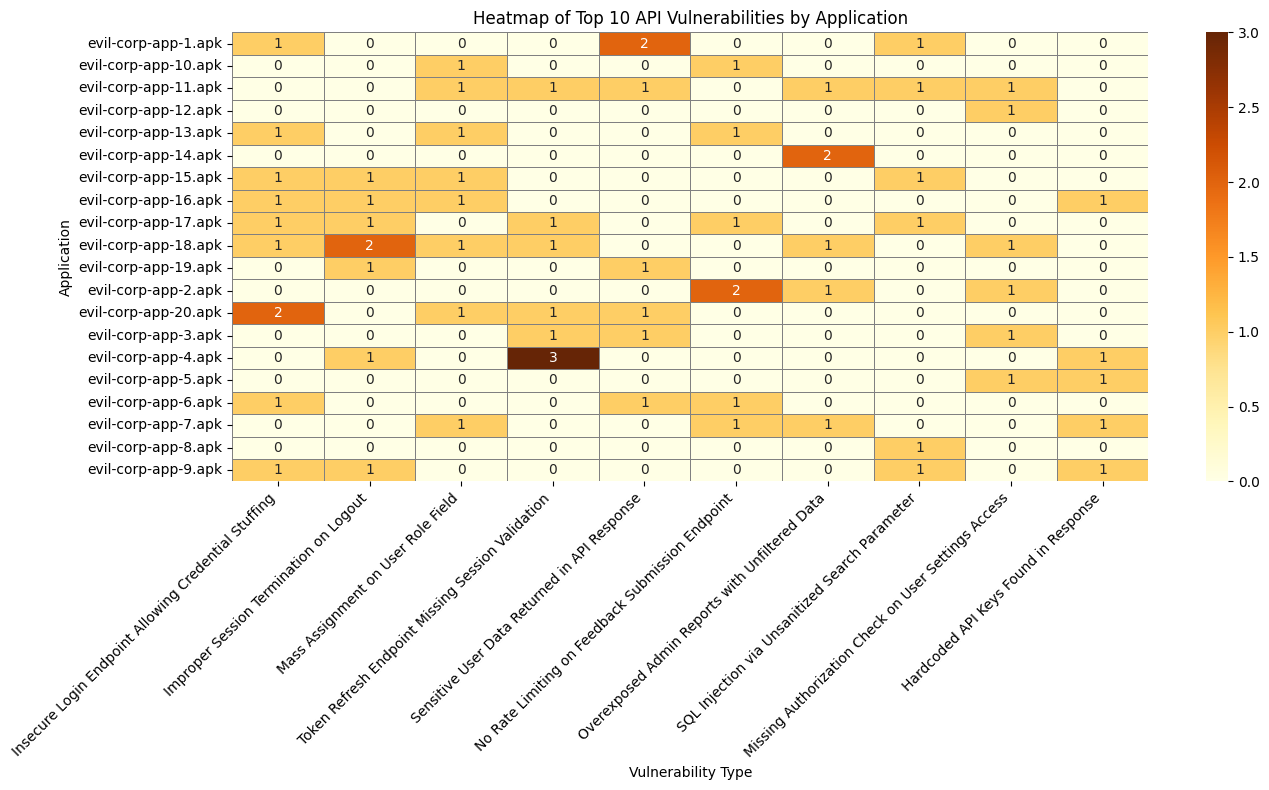 Heatmap of Top 10 API Vulnerabilities by Application
Application
evil-corp-app-1.apk 1 0 0 0 2 0 0 1 0 0
evil-corp-app-10.apk 0 0 1 0 0 1 0 0 0 0
evil-corp-app-11.apk 0 0 1 1 1 0 1 1 1 0
evil-corp-app-12.apk 0 0 0 0 0 0 0 0 1 0
evil-corp-app-13.apk 1 0 1 0 0 1 0 0 0 0
evil-corp-app-14.apk 0 0 0 0 0 0 2 0 0 0
evil-corp-app-15.apk 1 1 1 0 0 0 0 1 0 0
evil-corp-app-16.apk 1 1 1 0 0 0 0 0 0 1
evil-corp-app-17.apk 1 1 0 1 0 1 0 1 0 0
evil-corp-app-18.apk 1 2 1 1 0 0 1 0 1 0
evil-corp-app-19.apk 0 1 0 0 1 0 0 0 0 0
evil-corp-app-2.apk 0 0 0 0 0 2 1 0 1 0
evil-corp-app-20.apk 2 0 1 1 1 0 0 0 0 0
evil-corp-app-3.apk 0 0 0 1 1 0 0 0 1 0
evil-corp-app-4.apk 0 1 0 3 0 0 0 0 0 1
evil-corp-app-5.apk 0 0 0 0 0 0 0 0 1 1
evil-corp-app-6.apk 1 0 0 0 1 1 0 0 0 0
evil-corp-app-7.apk 0 0 1 0 0 1 1 0 0 1
evil-corp-app-8.apk 0 0 0 0 0 0 0 1 0 0
evil-corp-app-9.apk 1 1 0 0 0 0 0 1 0 1
Insecure Login Endpoint Allowing Credential Stuffing
Improper Session Termination on Logout
Mass Assignment on User Role Field
Token Refresh Endpoint Missing Session Validation
Sensitive User Data Returned in API Response
No Rate Limiting on Feedback Submission Endpoint
Overexposed Admin Reports with Unfiltered Data
SQL Injection via Unsanitized Search Parameter
Missing Authorization Check on User Settings Access
Hardcoded API Keys Found in Response
Vulnerability Type
3.0
2.5
2.0
1.5
1.0
0.5
0.0